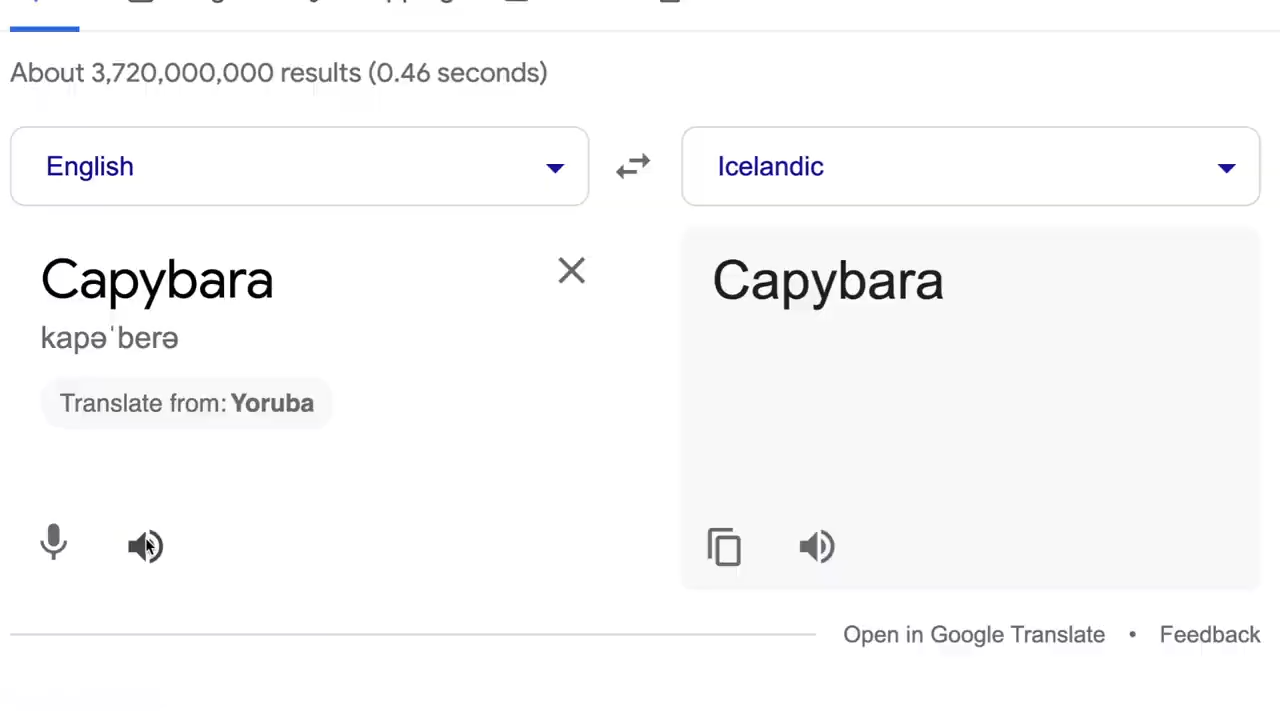 About 3,720,000,000 results (0.46 seconds)
English
Icelandic
Capybara
kapəˈberə
Translate from: Yoruba
Capybara
Open in Google Translate • Feedback